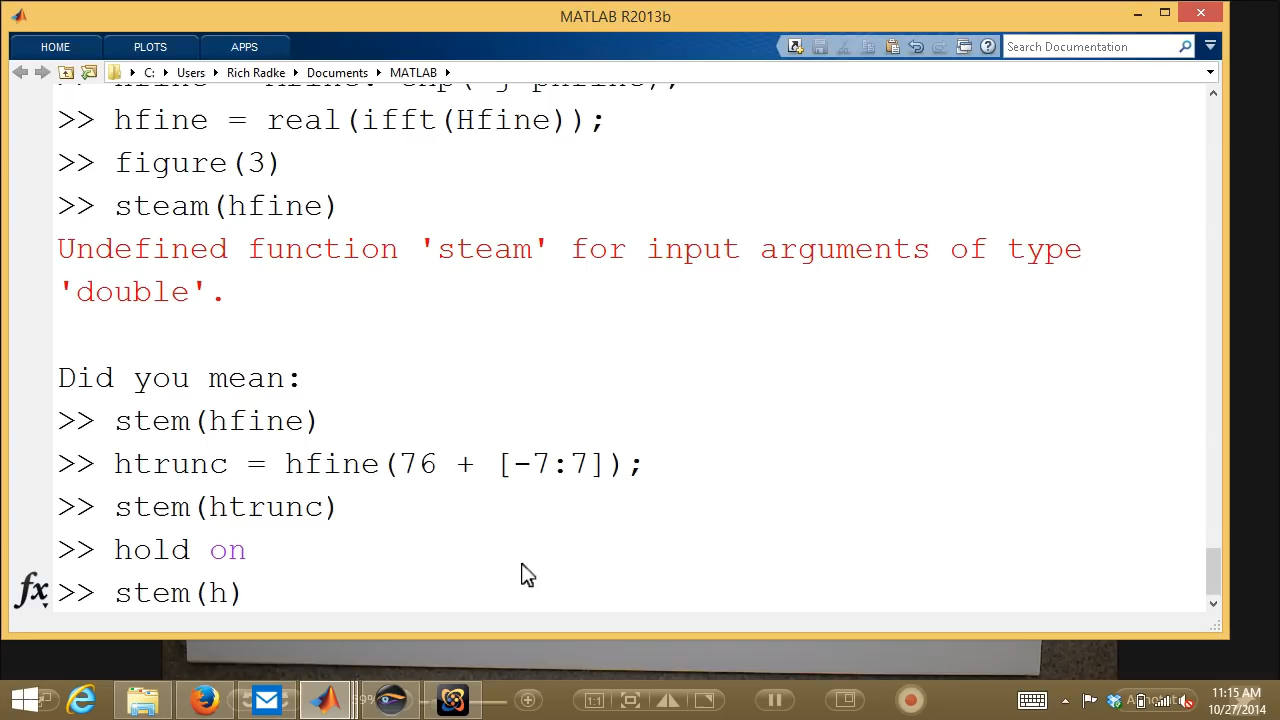 MATLAB R2013b
HOME PLOTS APPS Search Documentation
C: Users Rich Radke Documents MATLAB
>> hfine = real(ifft(Hfine));
>> figure(3)
>> steam(hfine)
Undefined function 'steam' for input arguments of type
'double'.
Did you mean:
>> stem(hfine)
>> htrunc = hfine(76 + [-7:7]);
>> stem(htrunc)
>> hold on
fx >> stem(h)
1:1
11:15 AM
10/27/2014